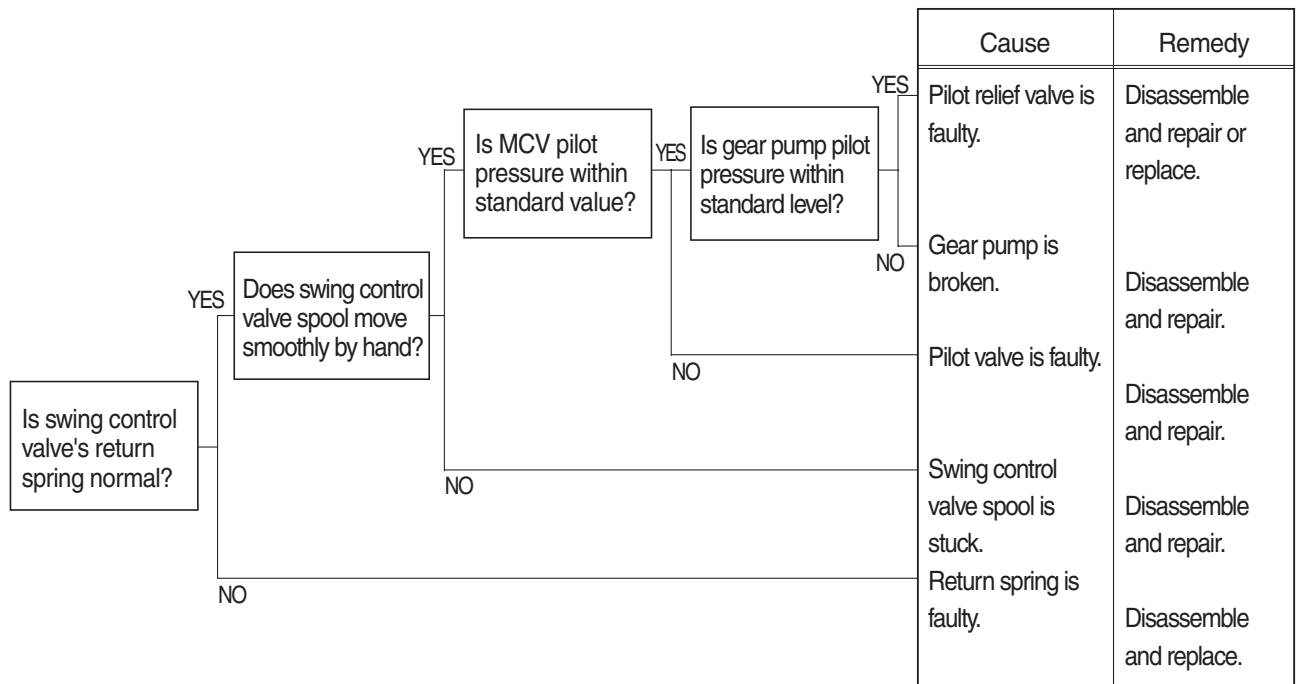 Cause
Remedy
YES
Pilot relief valve is
faulty.
Disassemble
and repair or
replace.
YES
Is MCV pilot
pressure within
standard value?
YES
Is gear pump pilot
pressure within
standard level?
NO
Gear pump is
broken.
Disassemble
and repair.
YES
Does swing control
valve spool move
smoothly by hand?
NO
Pilot valve is faulty.
Disassemble
and repair.
Is swing control
valve's return
spring normal?
NO
Swing control
valve spool is
stuck.
Disassemble
and repair.
NO
Return spring is
faulty.
Disassemble
and replace.